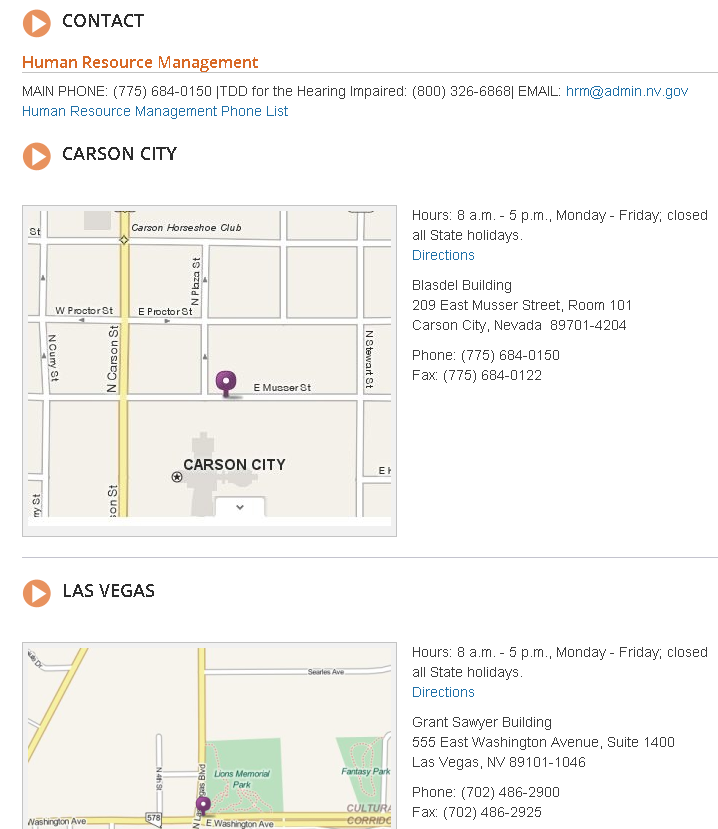 CONTACT
Human Resource Management
MAIN PHONE: (775) 684-0150 |TDD for the Hearing Impaired: (800) 326-6868| EMAIL: hrm@admin.nv.gov
Human Resource Management Phone List
CARSON CITY
St
Carson Horseshoe Club
N Plaza St
W Proctor St
E Proctor St
N Curry St
N Carson St
N Stewart St
E Musser St
CARSON CITY
E
ry St
son St
Hours: 8 a.m. - 5 p.m., Monday - Friday; closed
all State holidays.
Directions
Blasdel Building
209 East Musser Street, Room 101
Carson City, Nevada  89701-4204
Phone: (775) 684-0150
Fax: (775) 684-0122
LAS VEGAS
Searles Ave
N 4th St
Lions Memorial
Park
Fantasy Park
578
Washington Ave
E Washington Ave
CULTURA
CORRIDO
Hours: 8 a.m. - 5 p.m., Monday - Friday; closed
all State holidays.
Directions
Grant Sawyer Building
555 East Washington Avenue, Suite 1400
Las Vegas, NV 89101-1046
Phone: (702) 486-2900
Fax: (702) 486-2925